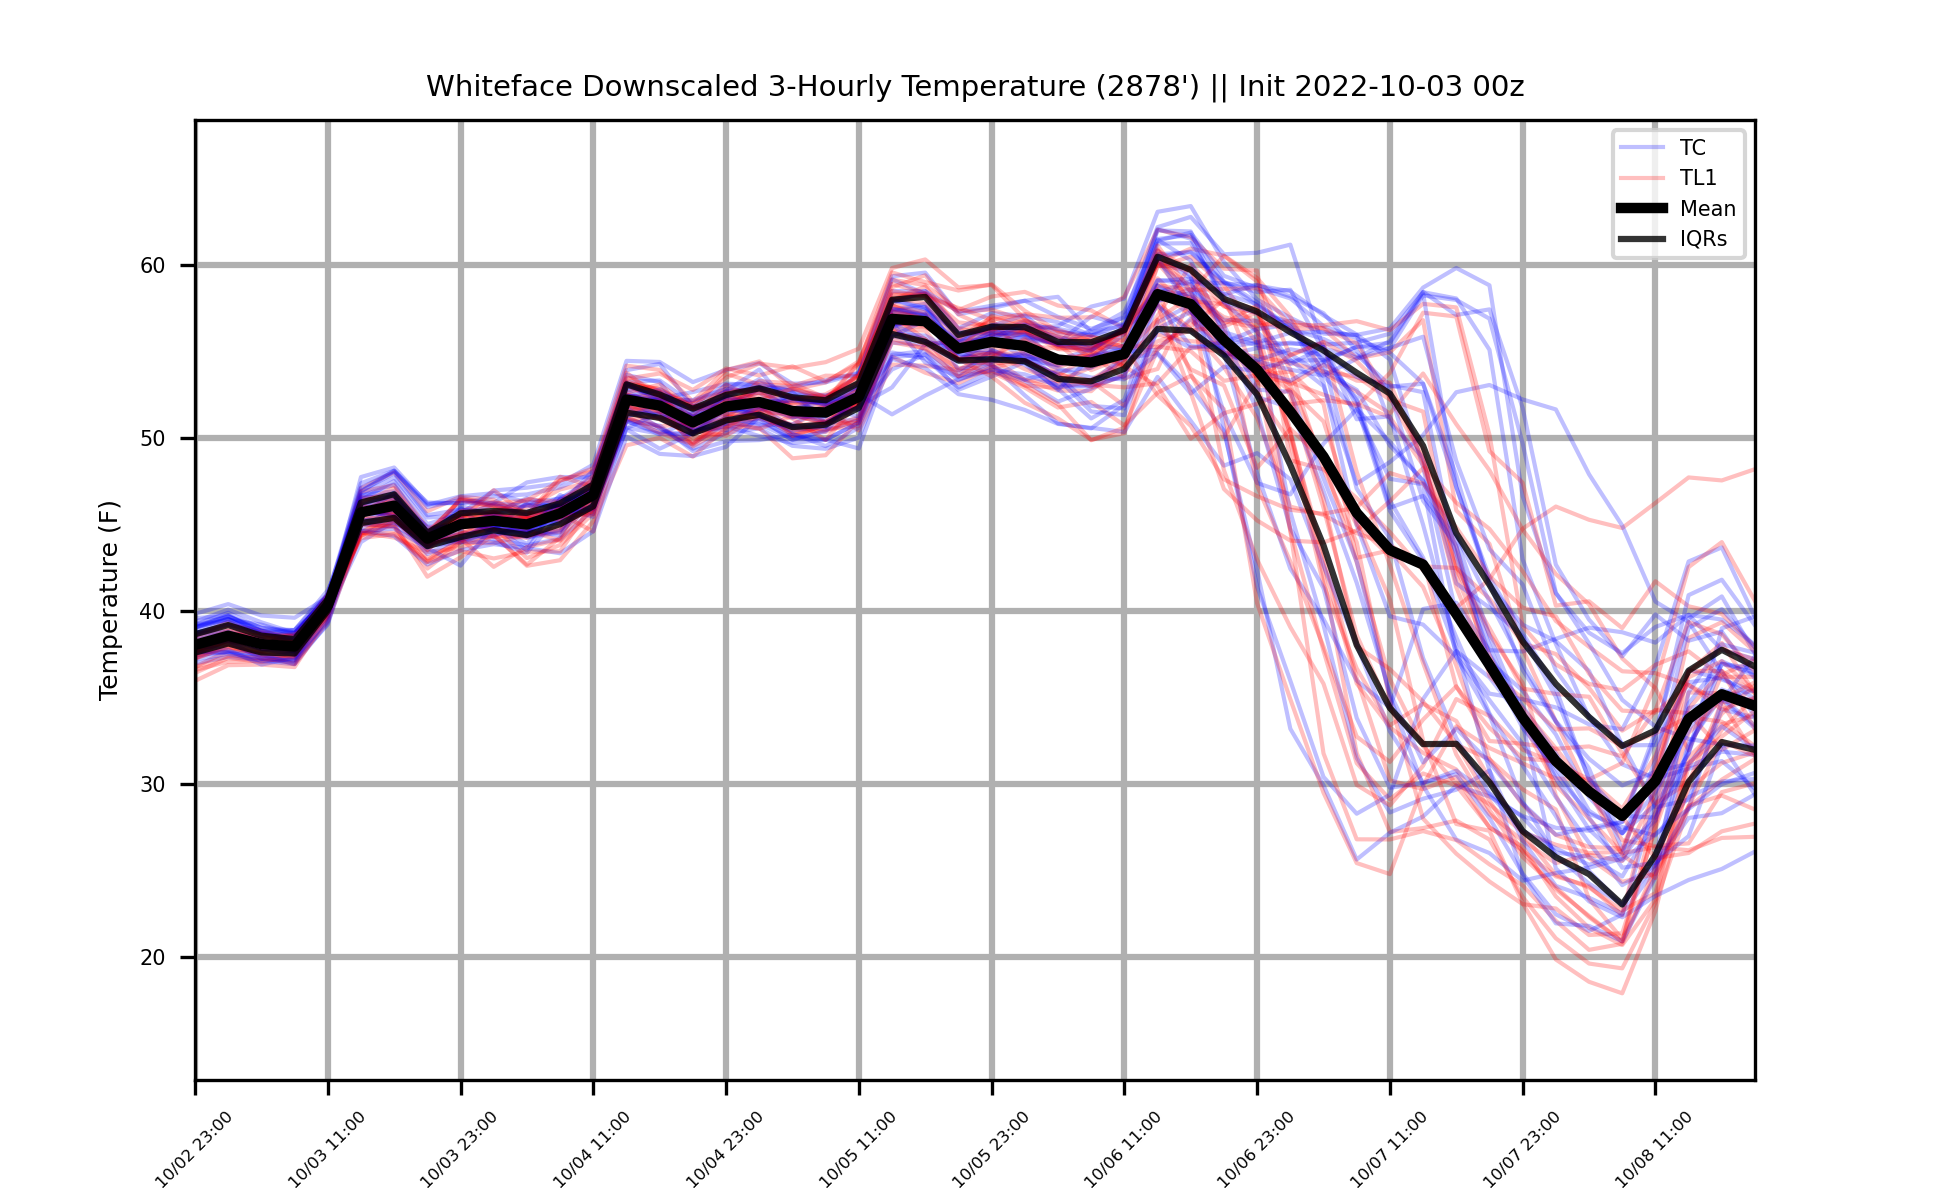 Whiteface Downscaled 3-Hourly Temperature (2878') || Init 2022-10-03 00z
TC
TL1
Mean
IQRs
Temperature (F)
60
50
40
30
20
10/02 23:00
10/03 11:00
10/03 23:00
10/04 11:00
10/04 23:00
10/05 11:00
10/05 23:00
10/06 11:00
10/06 23:00
10/07 11:00
10/07 23:00
10/08 11:00